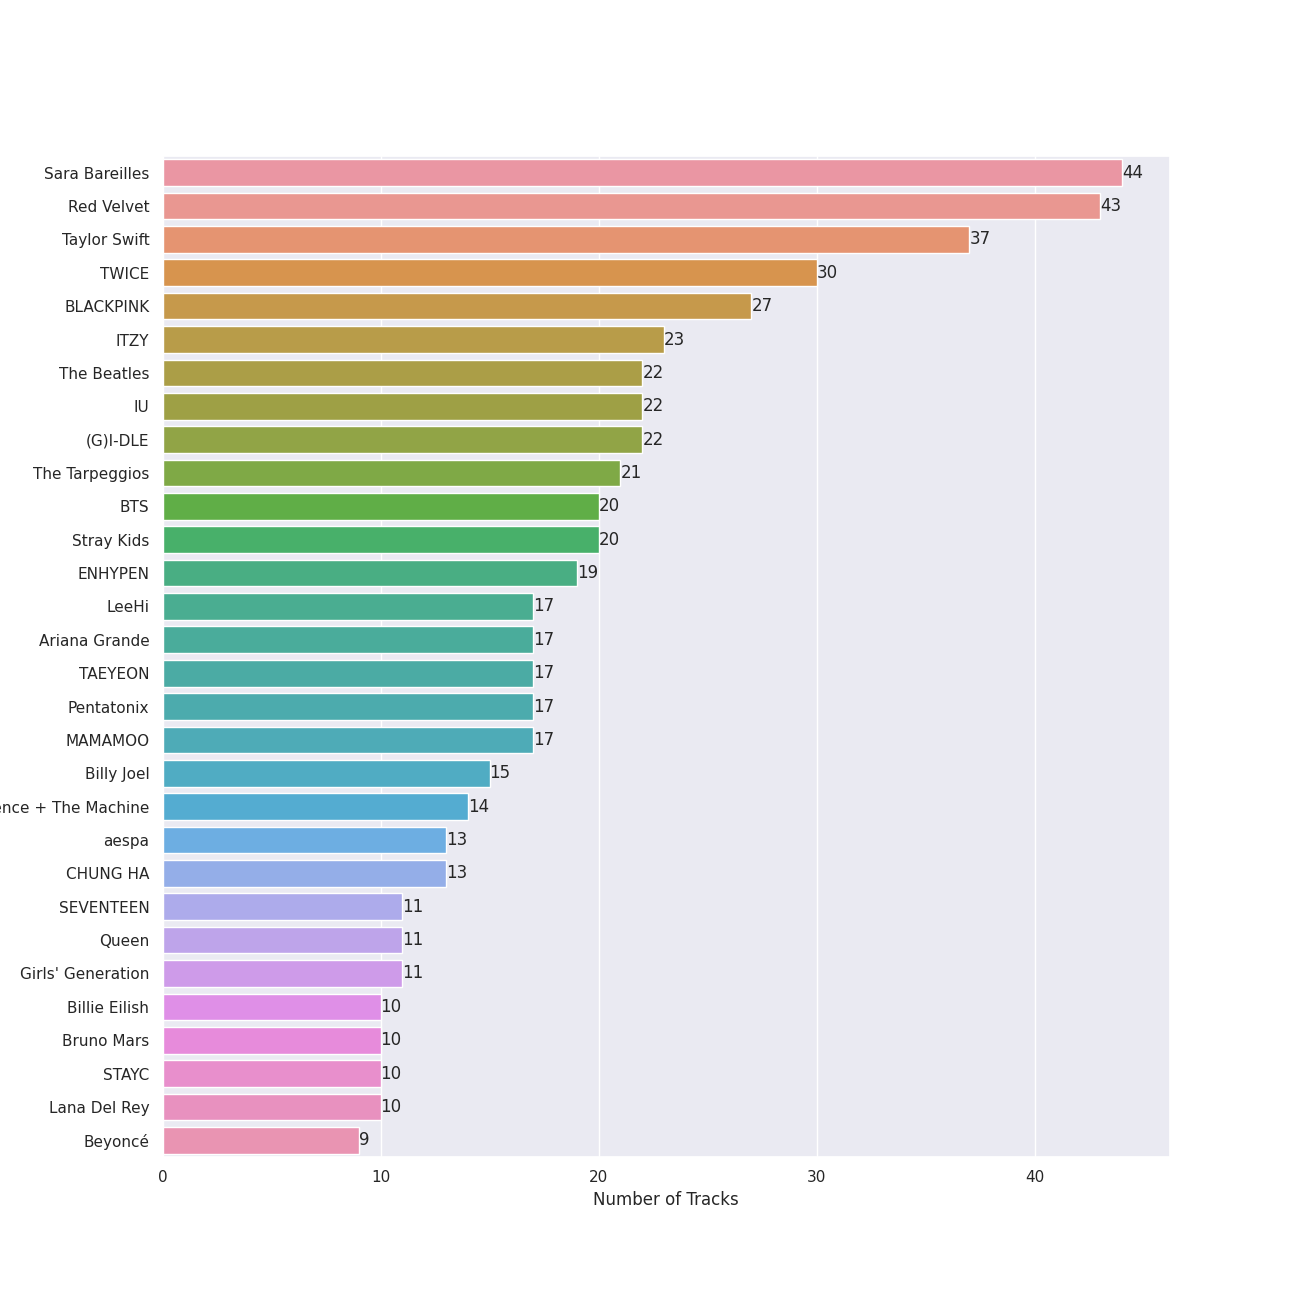 Sara Bareilles 44
Red Velvet 43
Taylor Swift 37
TWICE 30
BLACKPINK 27
ITZY 23
The Beatles 22
IU 22
(G)I-DLE 22
The Tarpeggios 21
BTS 20
Stray Kids 20
ENHYPEN 19
LeeHi 17
Ariana Grande 17
TAEYEON 17
Pentatonix 17
MAMAMOO 17
Billy Joel 15
ence + The Machine 14
aespa 13
CHUNG HA 13
SEVENTEEN 11
Queen 11
Girls' Generation 11
Billie Eilish 10
Bruno Mars 10
STAYC 10
Lana Del Rey 10
Beyoncé 9
0 10 20 30 40
Number of Tracks